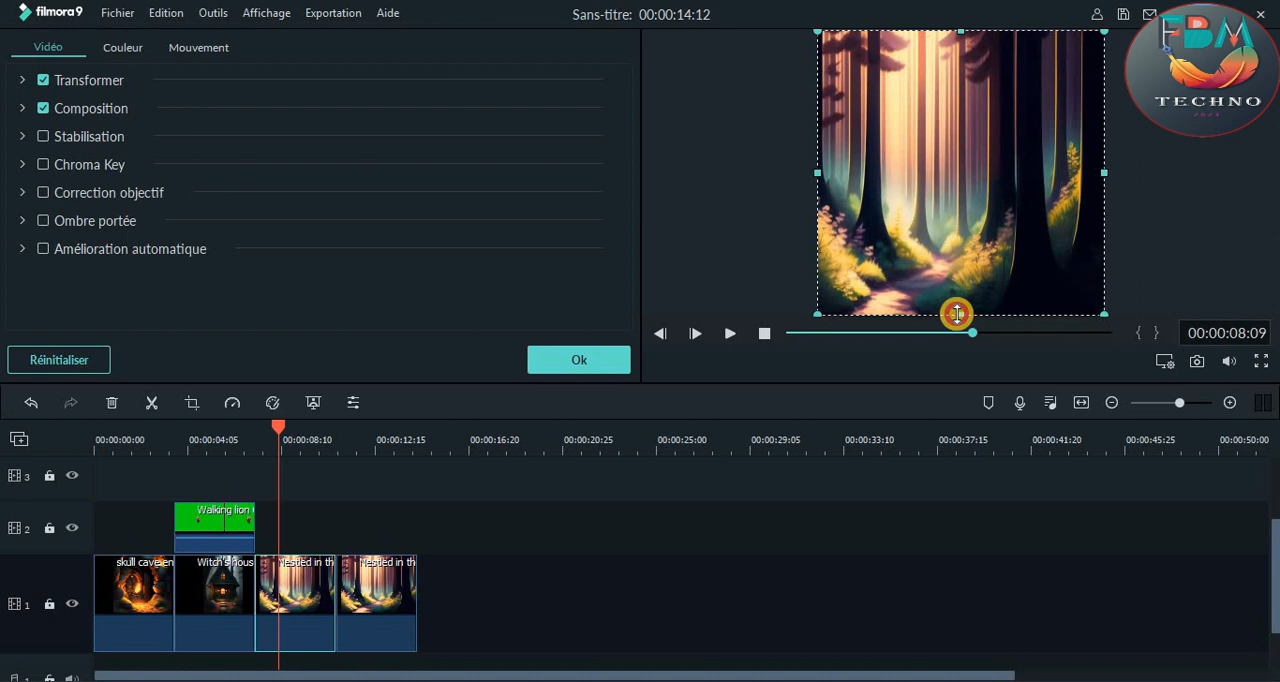 filmora9 Fichier Edition Outils Affichage Exportation Aide Sans-titre: 00:00:14:12
Vidéo Couleur Mouvement
FBM
TECHNO
Transformer
Composition
Stabilisation
Chroma Key
Correction objectif
Ombre portée
Amélioration automatique
Réinitialiser Ok
{ } 00:00:08:09
00:00:00:00 00:00:04:05 00:00:08:10 00:00:12:15 00:00:16:20 00:00:20:25 00:00:25:00 00:00:29:05 00:00:33:10 00:00:37:15 00:00:41:20 00:00:45:25 00:00:50:00
3
2 Walking lion
1 skull cave en Witch's hous Nestled in th Nestled in th
1